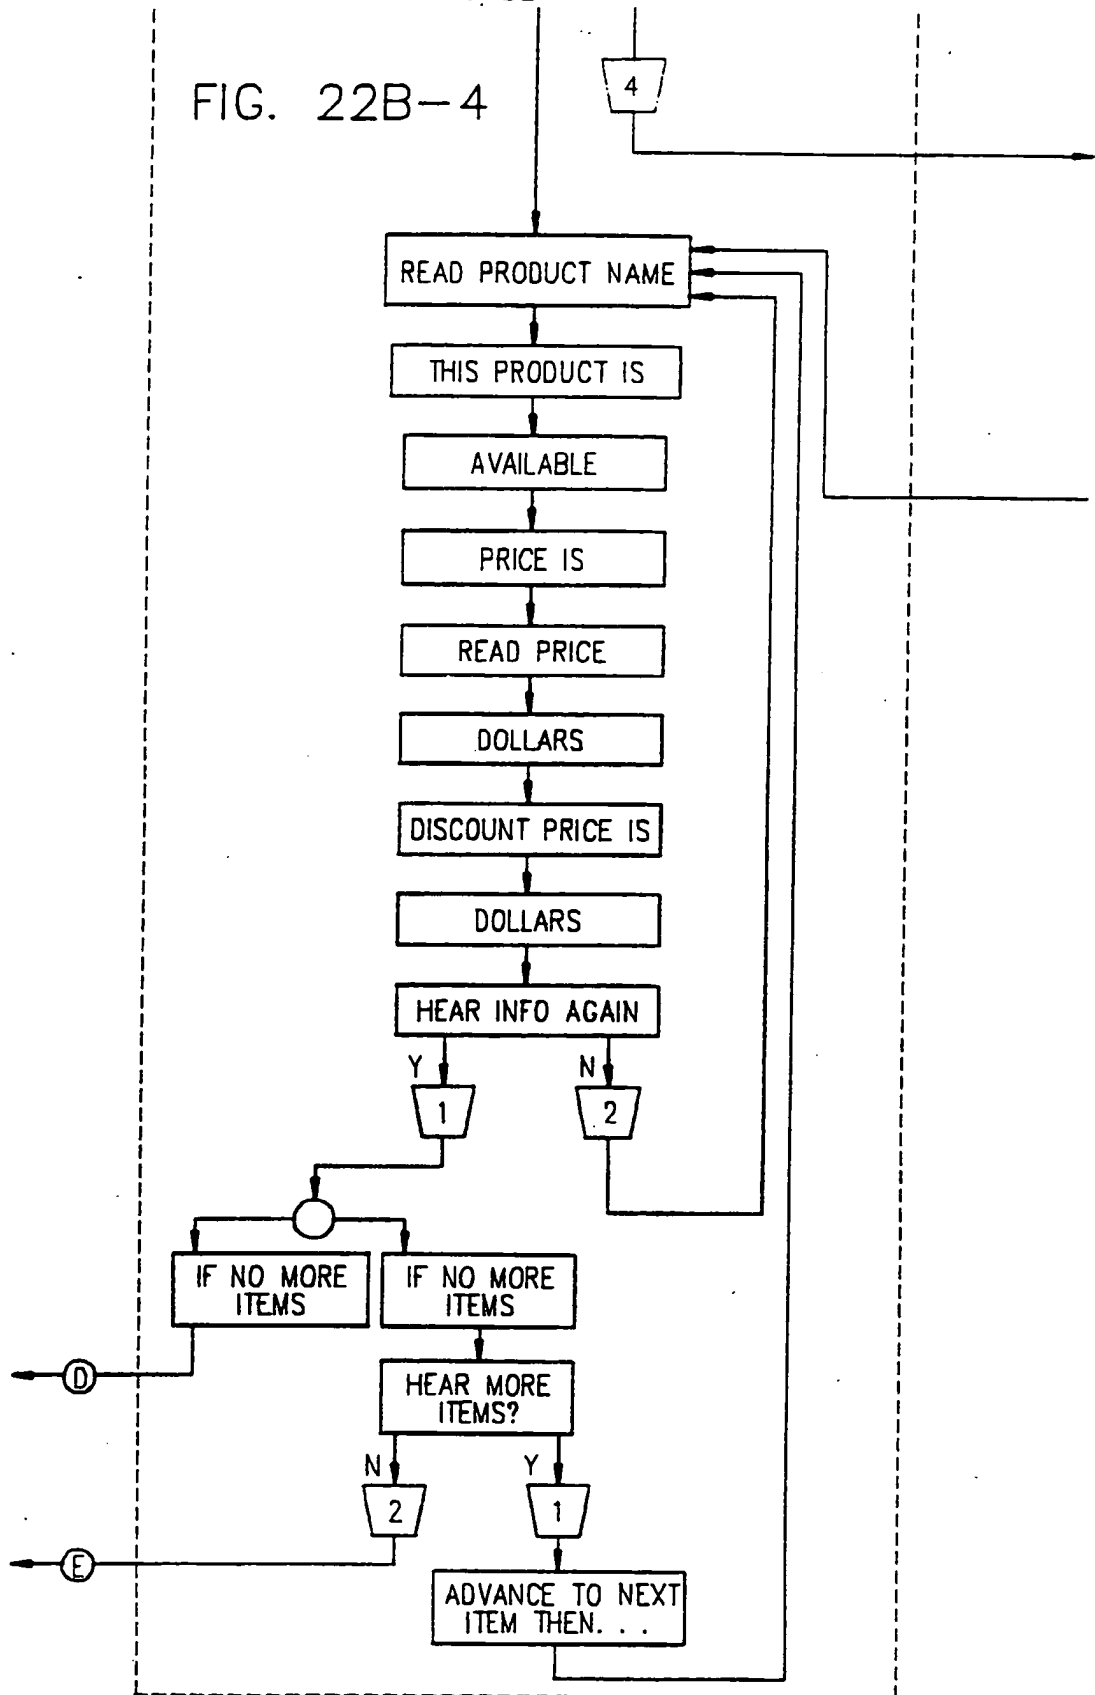 FIG. 22B-4
4
READ PRODUCT NAME
THIS PRODUCT IS
AVAILABLE
PRICE IS
READ PRICE
DOLLARS
DISCOUNT PRICE IS
DOLLARS
HEAR INFO AGAIN
Y
N
1
2
IF NO MORE
ITEMS
IF NO MORE
ITEMS
D
HEAR MORE
ITEMS?
N
Y
2
1
E
ADVANCE TO NEXT
ITEM THEN. . .